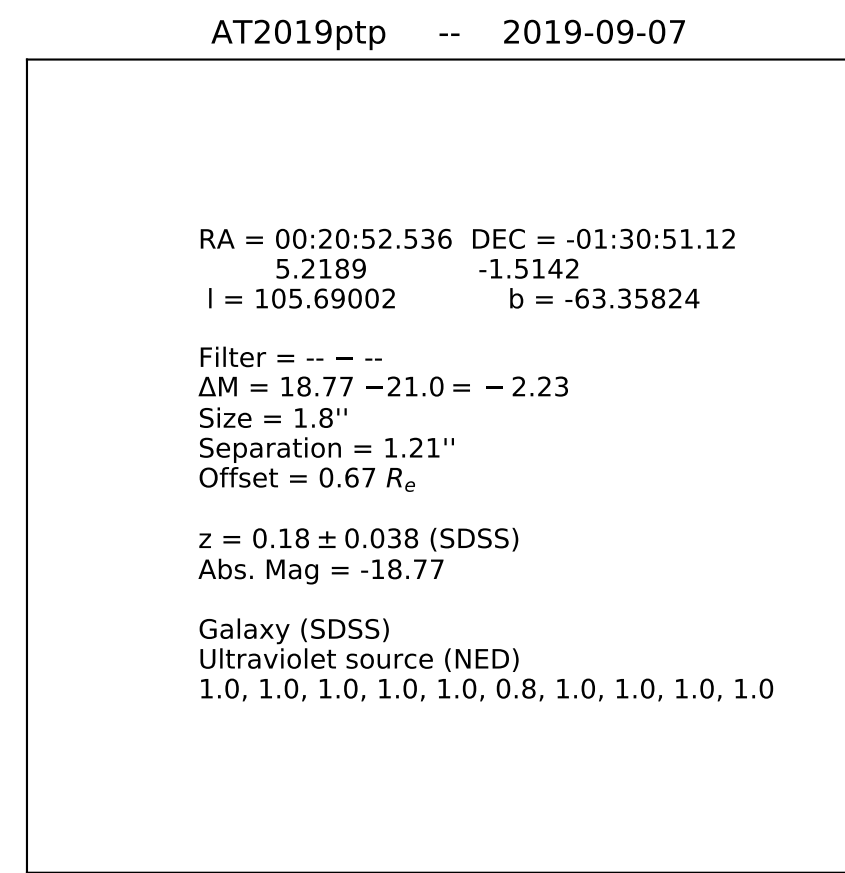 AT2019ptp -- 2019-09-07
RA = 00:20:52.536 DEC = -01:30:51.12
5.2189 -1.5142
l = 105.69002 b = -63.35824
Filter = -- − --
ΔM = 18.77 −21.0 = − 2.23
Size = 1.8''
Separation = 1.21''
Offset = 0.67 Rₑ
z = 0.18 ± 0.038 (SDSS)
Abs. Mag = -18.77
Galaxy (SDSS)
Ultraviolet source (NED)
1.0, 1.0, 1.0, 1.0, 1.0, 0.8, 1.0, 1.0, 1.0, 1.0